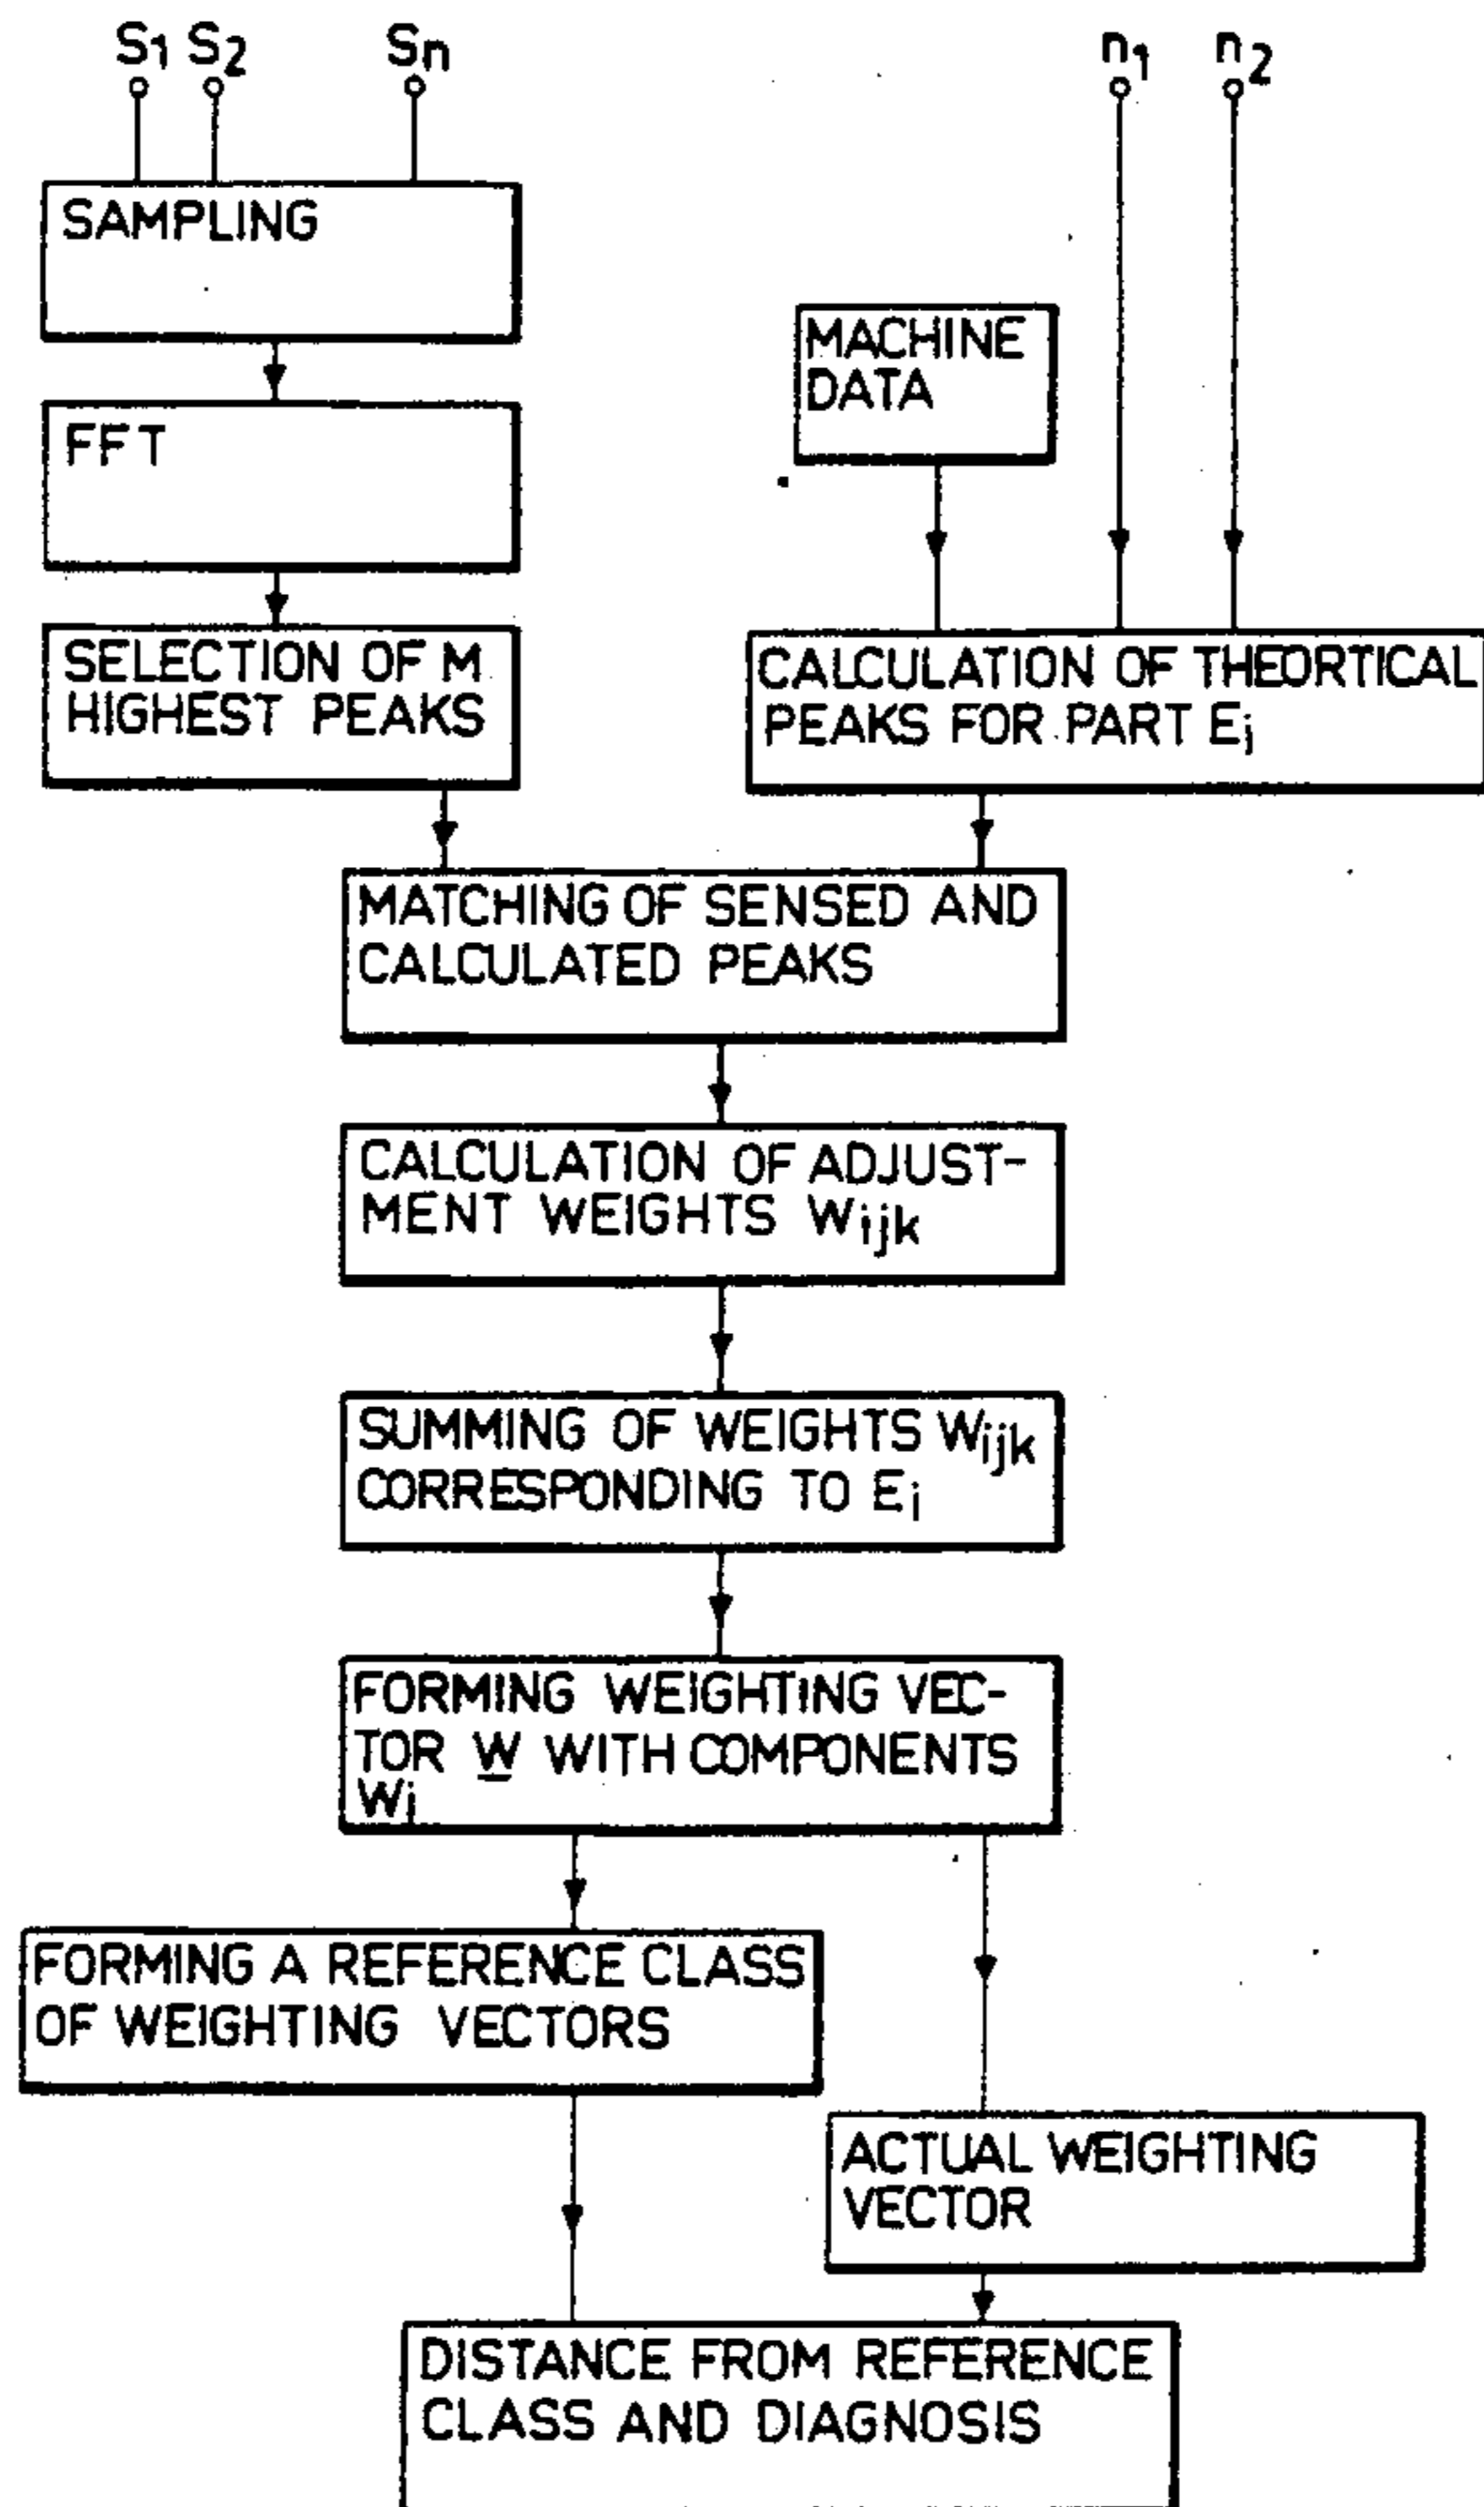 S1 S2 Sn n1 n2
SAMPLING
MACHINE
DATA
FFT
SELECTION OF M
HIGHEST PEAKS
CALCULATION OF THEORTICAL
PEAKS FOR PART Ei
MATCHING OF SENSED AND
CALCULATED PEAKS
CALCULATION OF ADJUST-
MENT WEIGHTS Wijk
SUMMING OF WEIGHTS Wijk
CORRESPONDING TO Ei
FORMING WEIGHTING VEC-
TOR W WITH COMPONENTS
Wi
FORMING A REFERENCE CLASS
OF WEIGHTING VECTORS
ACTUAL WEIGHTING
VECTOR
DISTANCE FROM REFERENCE
CLASS AND DIAGNOSIS